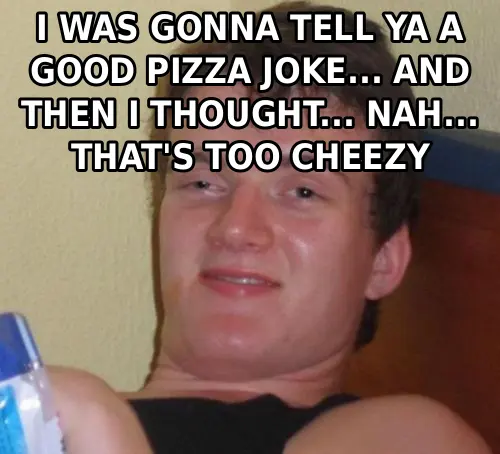 I WAS GONNA TELL YA A
GOOD PIZZA JOKE... AND
THEN I THOUGHT... NAH...
THAT'S TOO CHEEZY